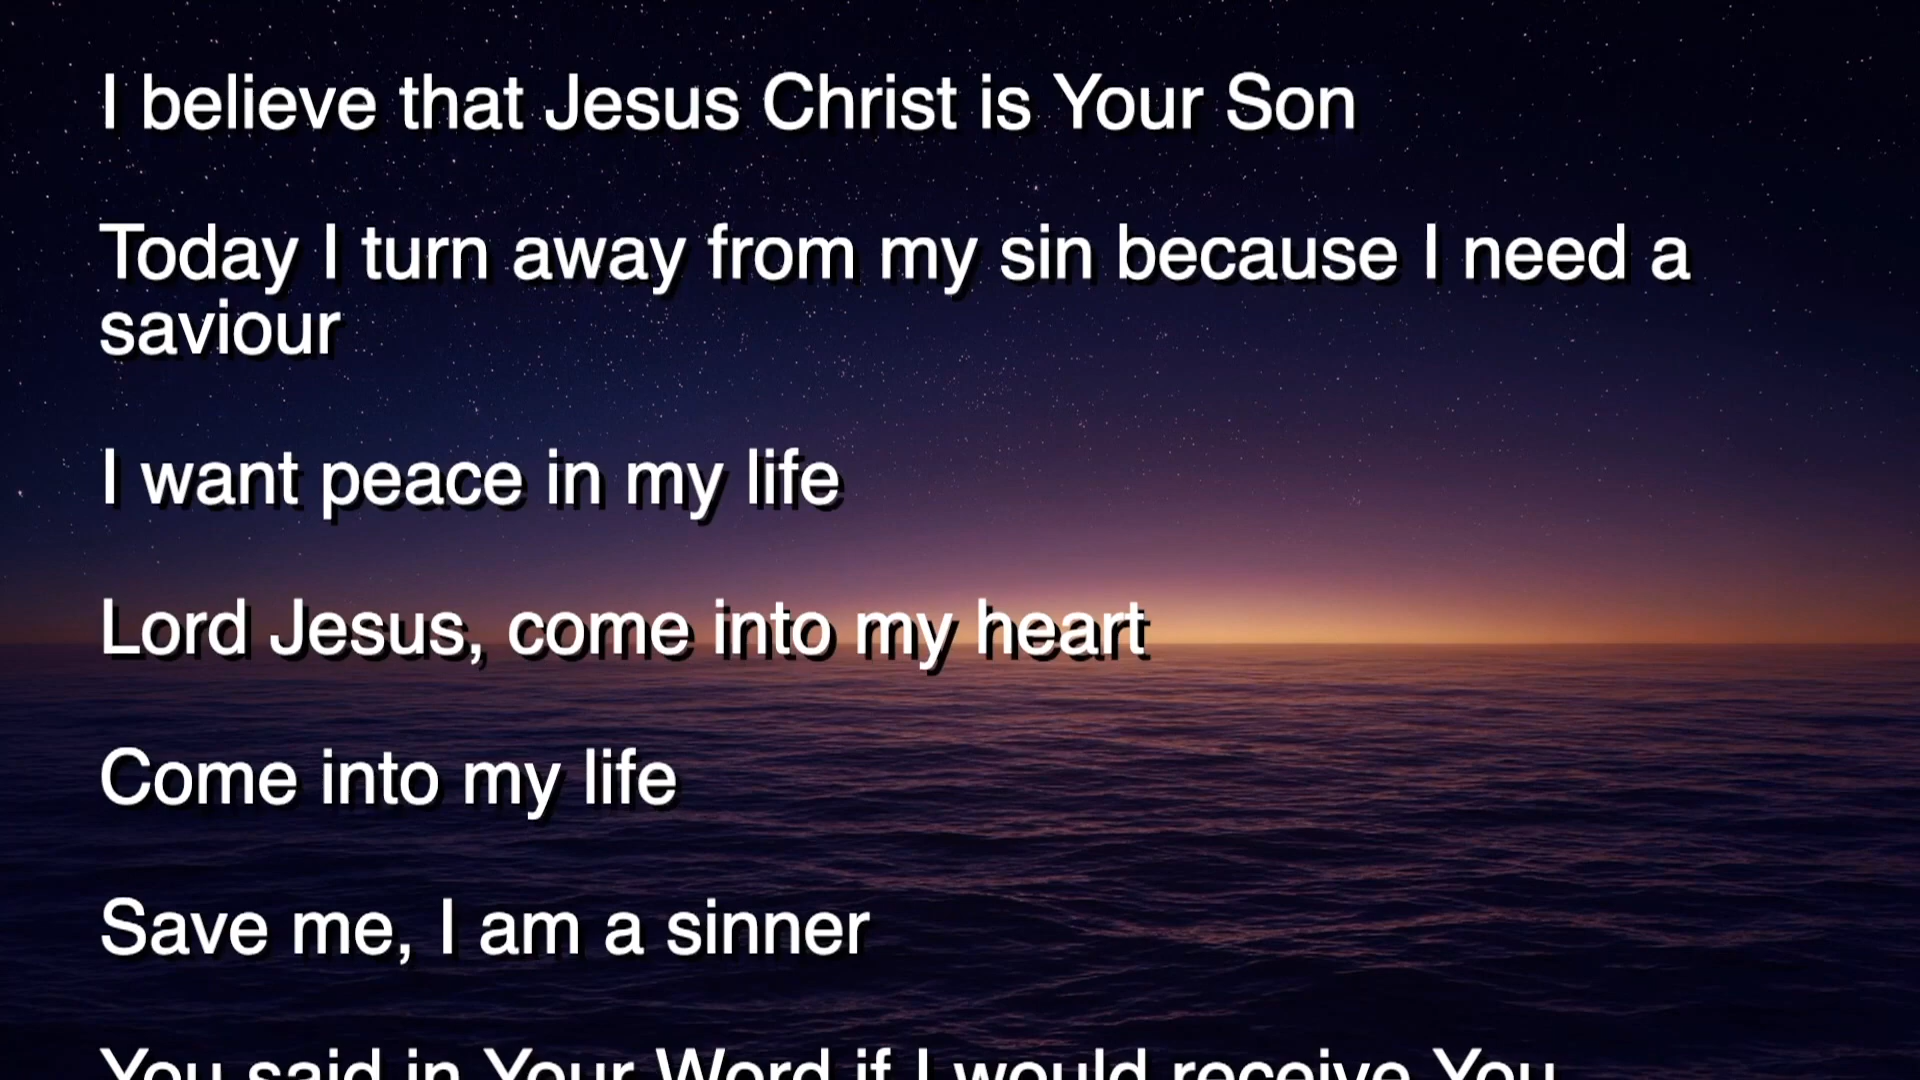 I believe that Jesus Christ is Your Son
Today I turn away from my sin because I need a
saviour
I want peace in my life
Lord Jesus, come into my heart
Come into my life
Save me, I am a sinner
You said in Your Word if I would receive You